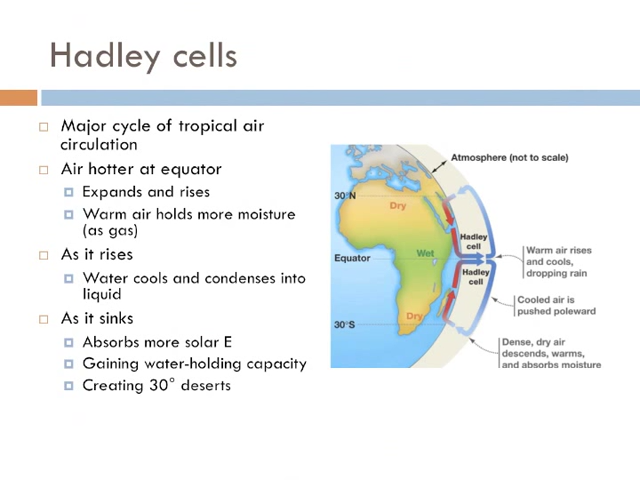 Hadley cells
Major cycle of tropical air
circulation
Air hotter at equator
Expands and rises
Warm air holds more moisture
(as gas)
As it rises
Water cools and condenses into
liquid
As it sinks
Absorbs more solar E
Gaining water-holding capacity
Creating 30° deserts
Atmosphere (not to scale)
30°N
Dry
Hadley
cell
Equator
Wet
Hadley
cell
Warm air rises
and cools,
dropping rain
Cooled air is
pushed poleward
Dry
30°S
Dense, dry air
descends, warms,
and absorbs moisture